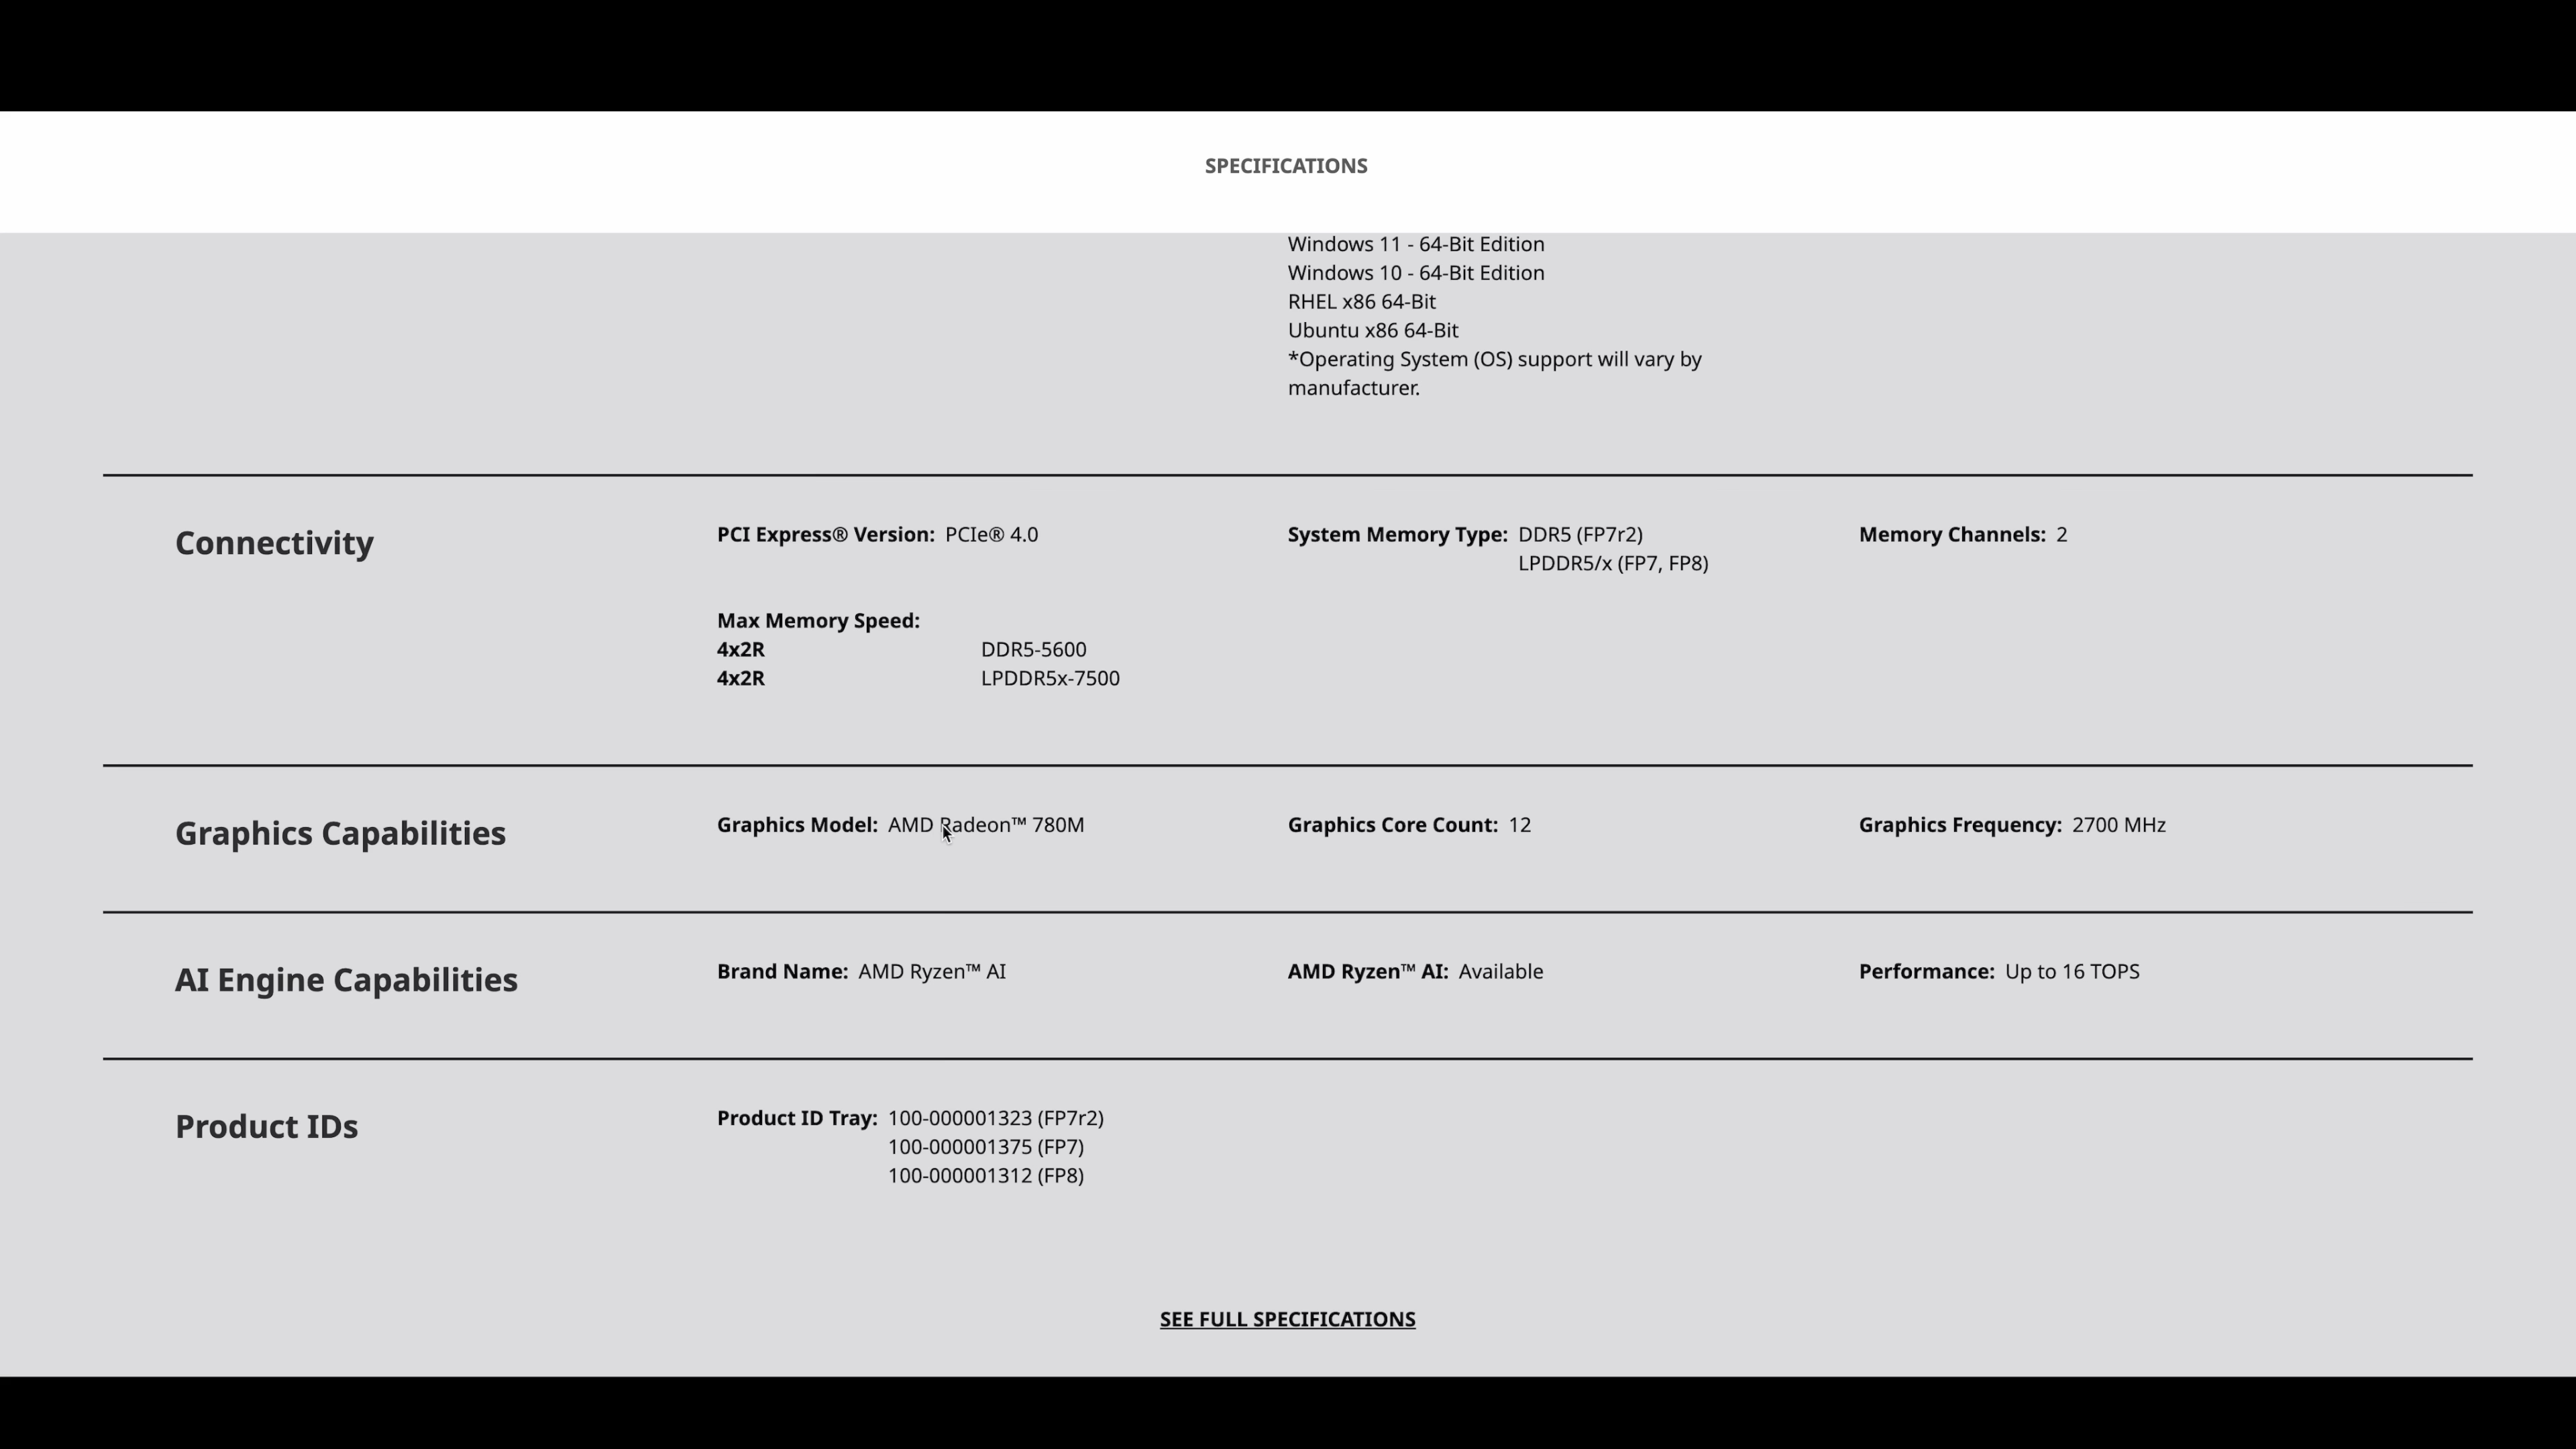 SPECIFICATIONS
Windows 11 - 64-Bit Edition
Windows 10 - 64-Bit Edition
RHEL x86 64-Bit
Ubuntu x86 64-Bit
*Operating System (OS) support will vary by
manufacturer.
Connectivity
PCI Express® Version: PCIe® 4.0
System Memory Type: DDR5 (FP7r2)
LPDDR5/x (FP7, FP8)
Memory Channels: 2
Max Memory Speed:
4x2R DDR5-5600
4x2R LPDDR5x-7500
Graphics Capabilities
Graphics Model: AMD Radeon™ 780M
Graphics Core Count: 12
Graphics Frequency: 2700 MHz
AI Engine Capabilities
Brand Name: AMD Ryzen™ AI
AMD Ryzen™ AI: Available
Performance: Up to 16 TOPS
Product IDs
Product ID Tray: 100-000001323 (FP7r2)
100-000001375 (FP7)
100-000001312 (FP8)
SEE FULL SPECIFICATIONS